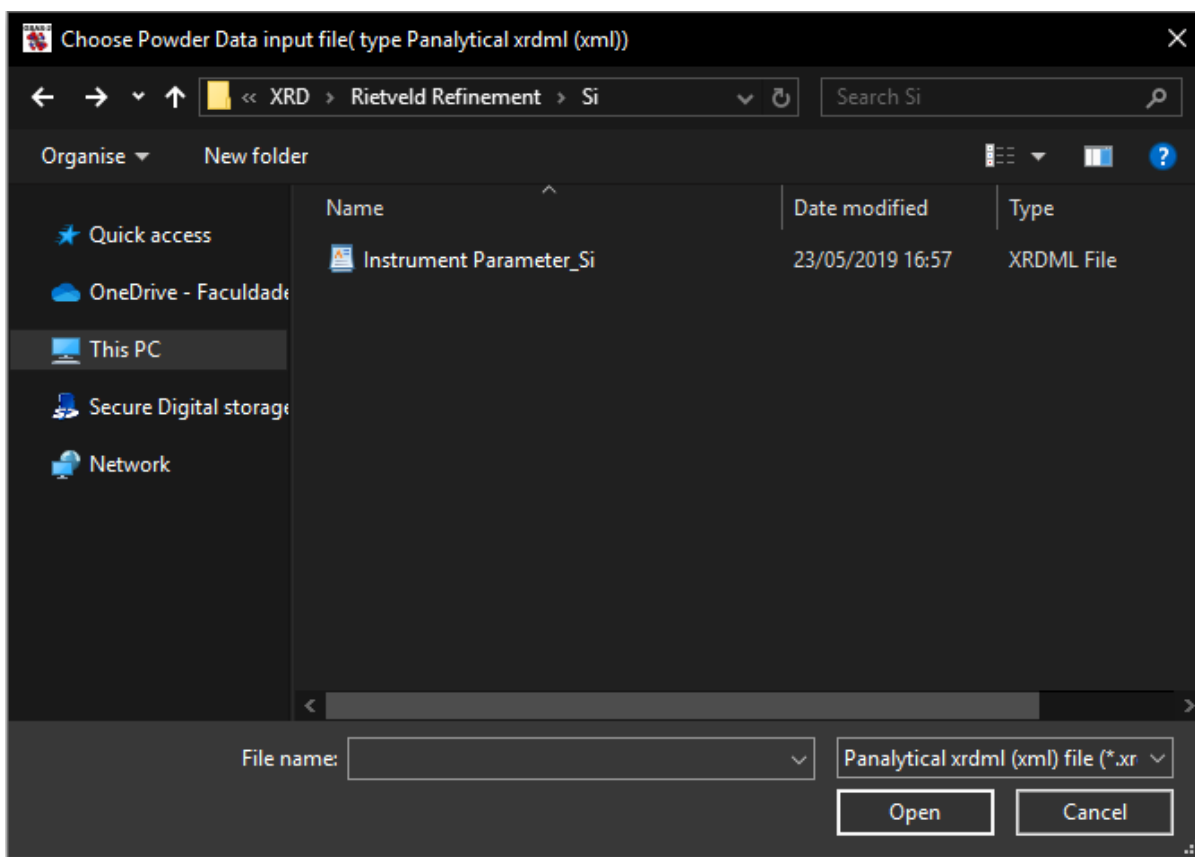 Choose Powder Data input file( type Panalytical xrdml (xml))
« XRD > Rietveld Refinement > Si
Search Si
Organise
New folder
Name
Date modified
Type
Quick access
Instrument Parameter_Si
23/05/2019 16:57
XRDML File
OneDrive - Faculdade
This PC
Secure Digital storage
Network
File name:
Panalytical xrdml (xml) file (*.xr
Open
Cancel